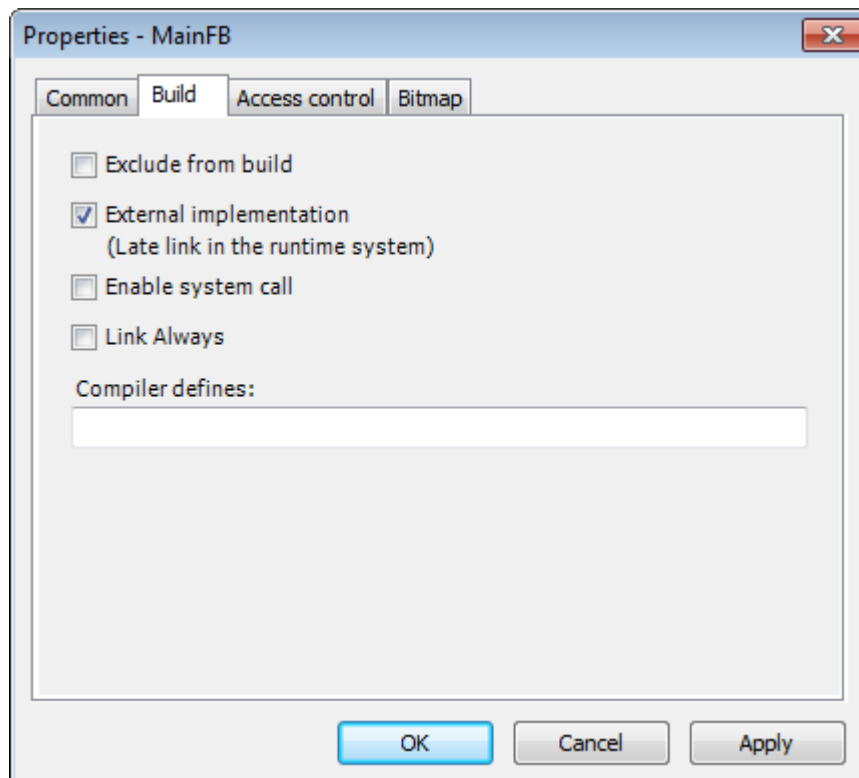 Properties - MainFB
Common Build Access control Bitmap
Exclude from build
External implementation
(Late link in the runtime system)
Enable system call
Link Always
Compiler defines:
OK Cancel Apply